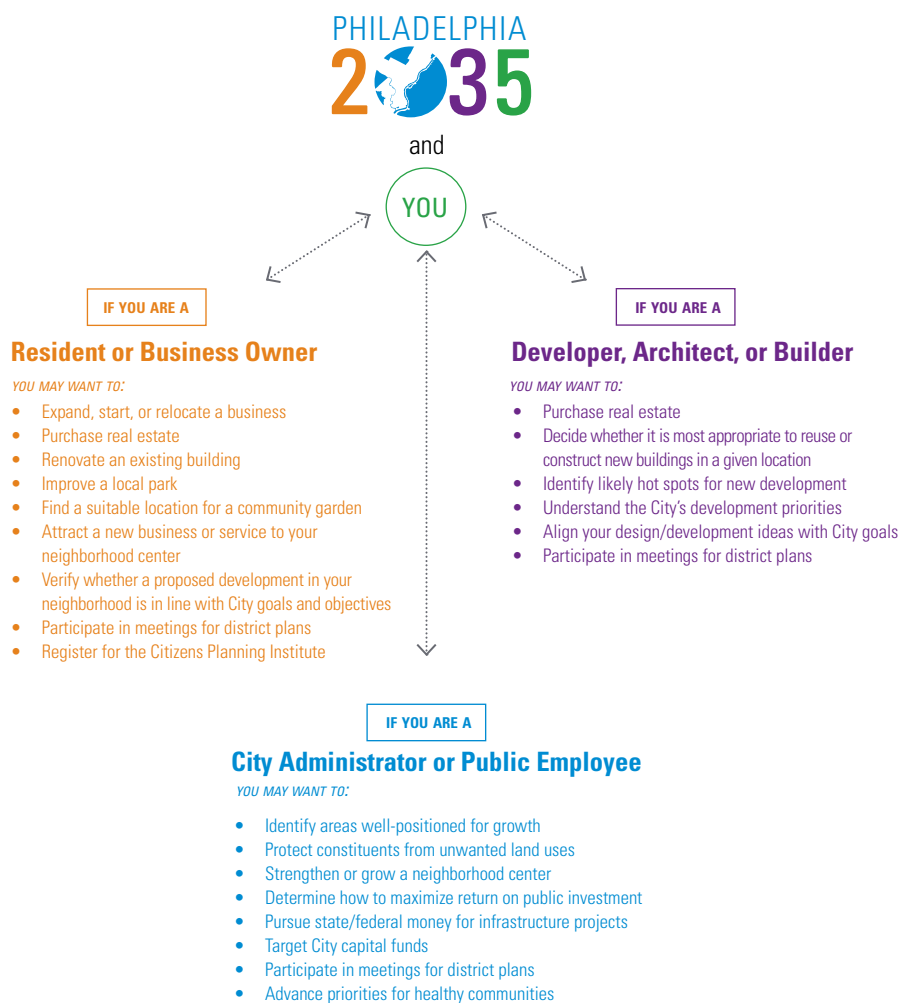 PHILADELPHIA
2035
and
YOU
IF YOU ARE A
Resident or Business Owner
YOU MAY WANT TO:
• Expand, start, or relocate a business
• Purchase real estate
• Renovate an existing building
• Improve a local park
• Find a suitable location for a community garden
• Attract a new business or service to your
neighborhood center
• Verify whether a proposed development in your
neighborhood is in line with City goals and objectives
• Participate in meetings for district plans
• Register for the Citizens Planning Institute
IF YOU ARE A
Developer, Architect, or Builder
YOU MAY WANT TO:
• Purchase real estate
• Decide whether it is most appropriate to reuse or
construct new buildings in a given location
• Identify likely hot spots for new development
• Understand the City’s development priorities
• Align your design/development ideas with City goals
• Participate in meetings for district plans
IF YOU ARE A
City Administrator or Public Employee
YOU MAY WANT TO:
• Identify areas well-positioned for growth
• Protect constituents from unwanted land uses
• Strengthen or grow a neighborhood center
• Determine how to maximize return on public investment
• Pursue state/federal money for infrastructure projects
• Target City capital funds
• Participate in meetings for district plans
• Advance priorities for healthy communities